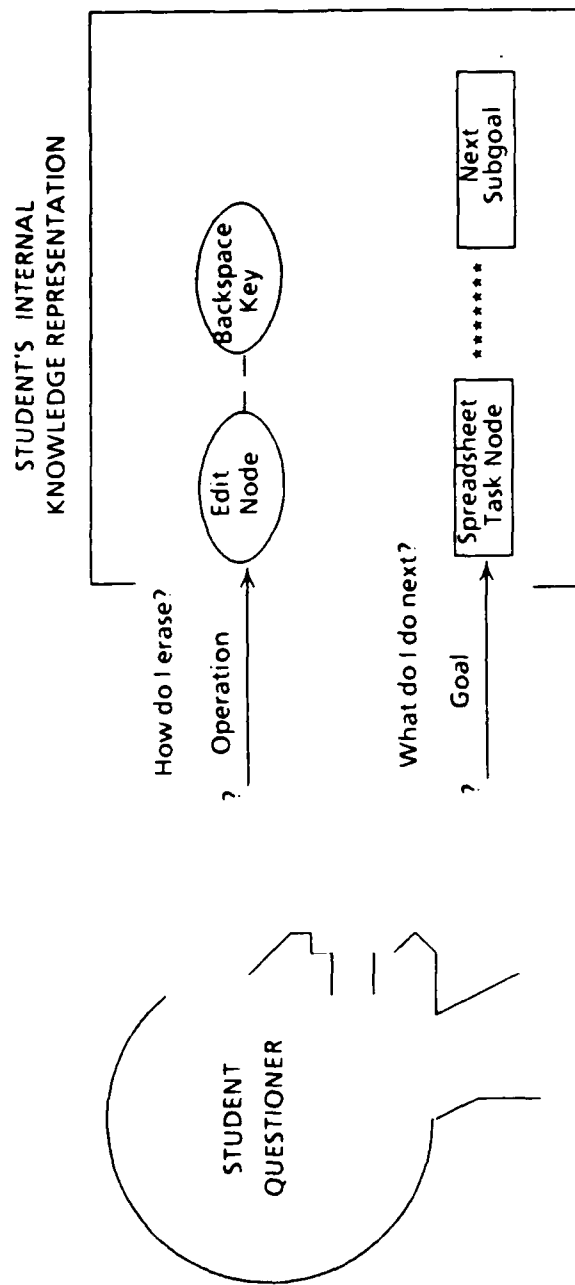 STUDENT'S INTERNAL
KNOWLEDGE REPRESENTATION
STUDENT
QUESTIONER
How do I erase?
? Operation
Edit
Node
Backspace
Key
What do I do next?
? Goal
Spreadsheet
Task Node
*******
Next
Subgoal